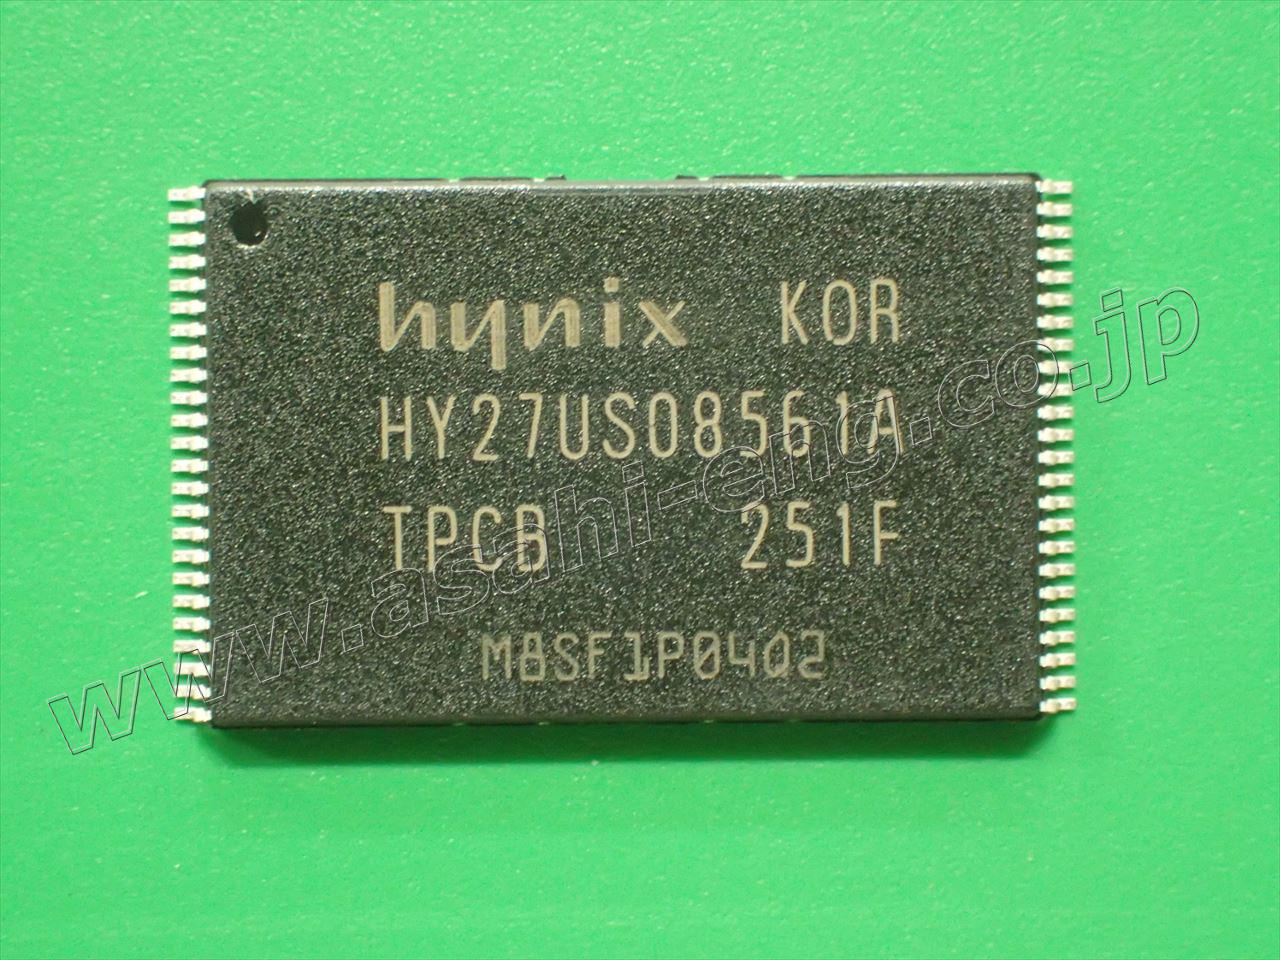 hynix KOR
HY27US08561A
TPCB 251F
M8SF1P0402
www.asahi-eng.co.jp